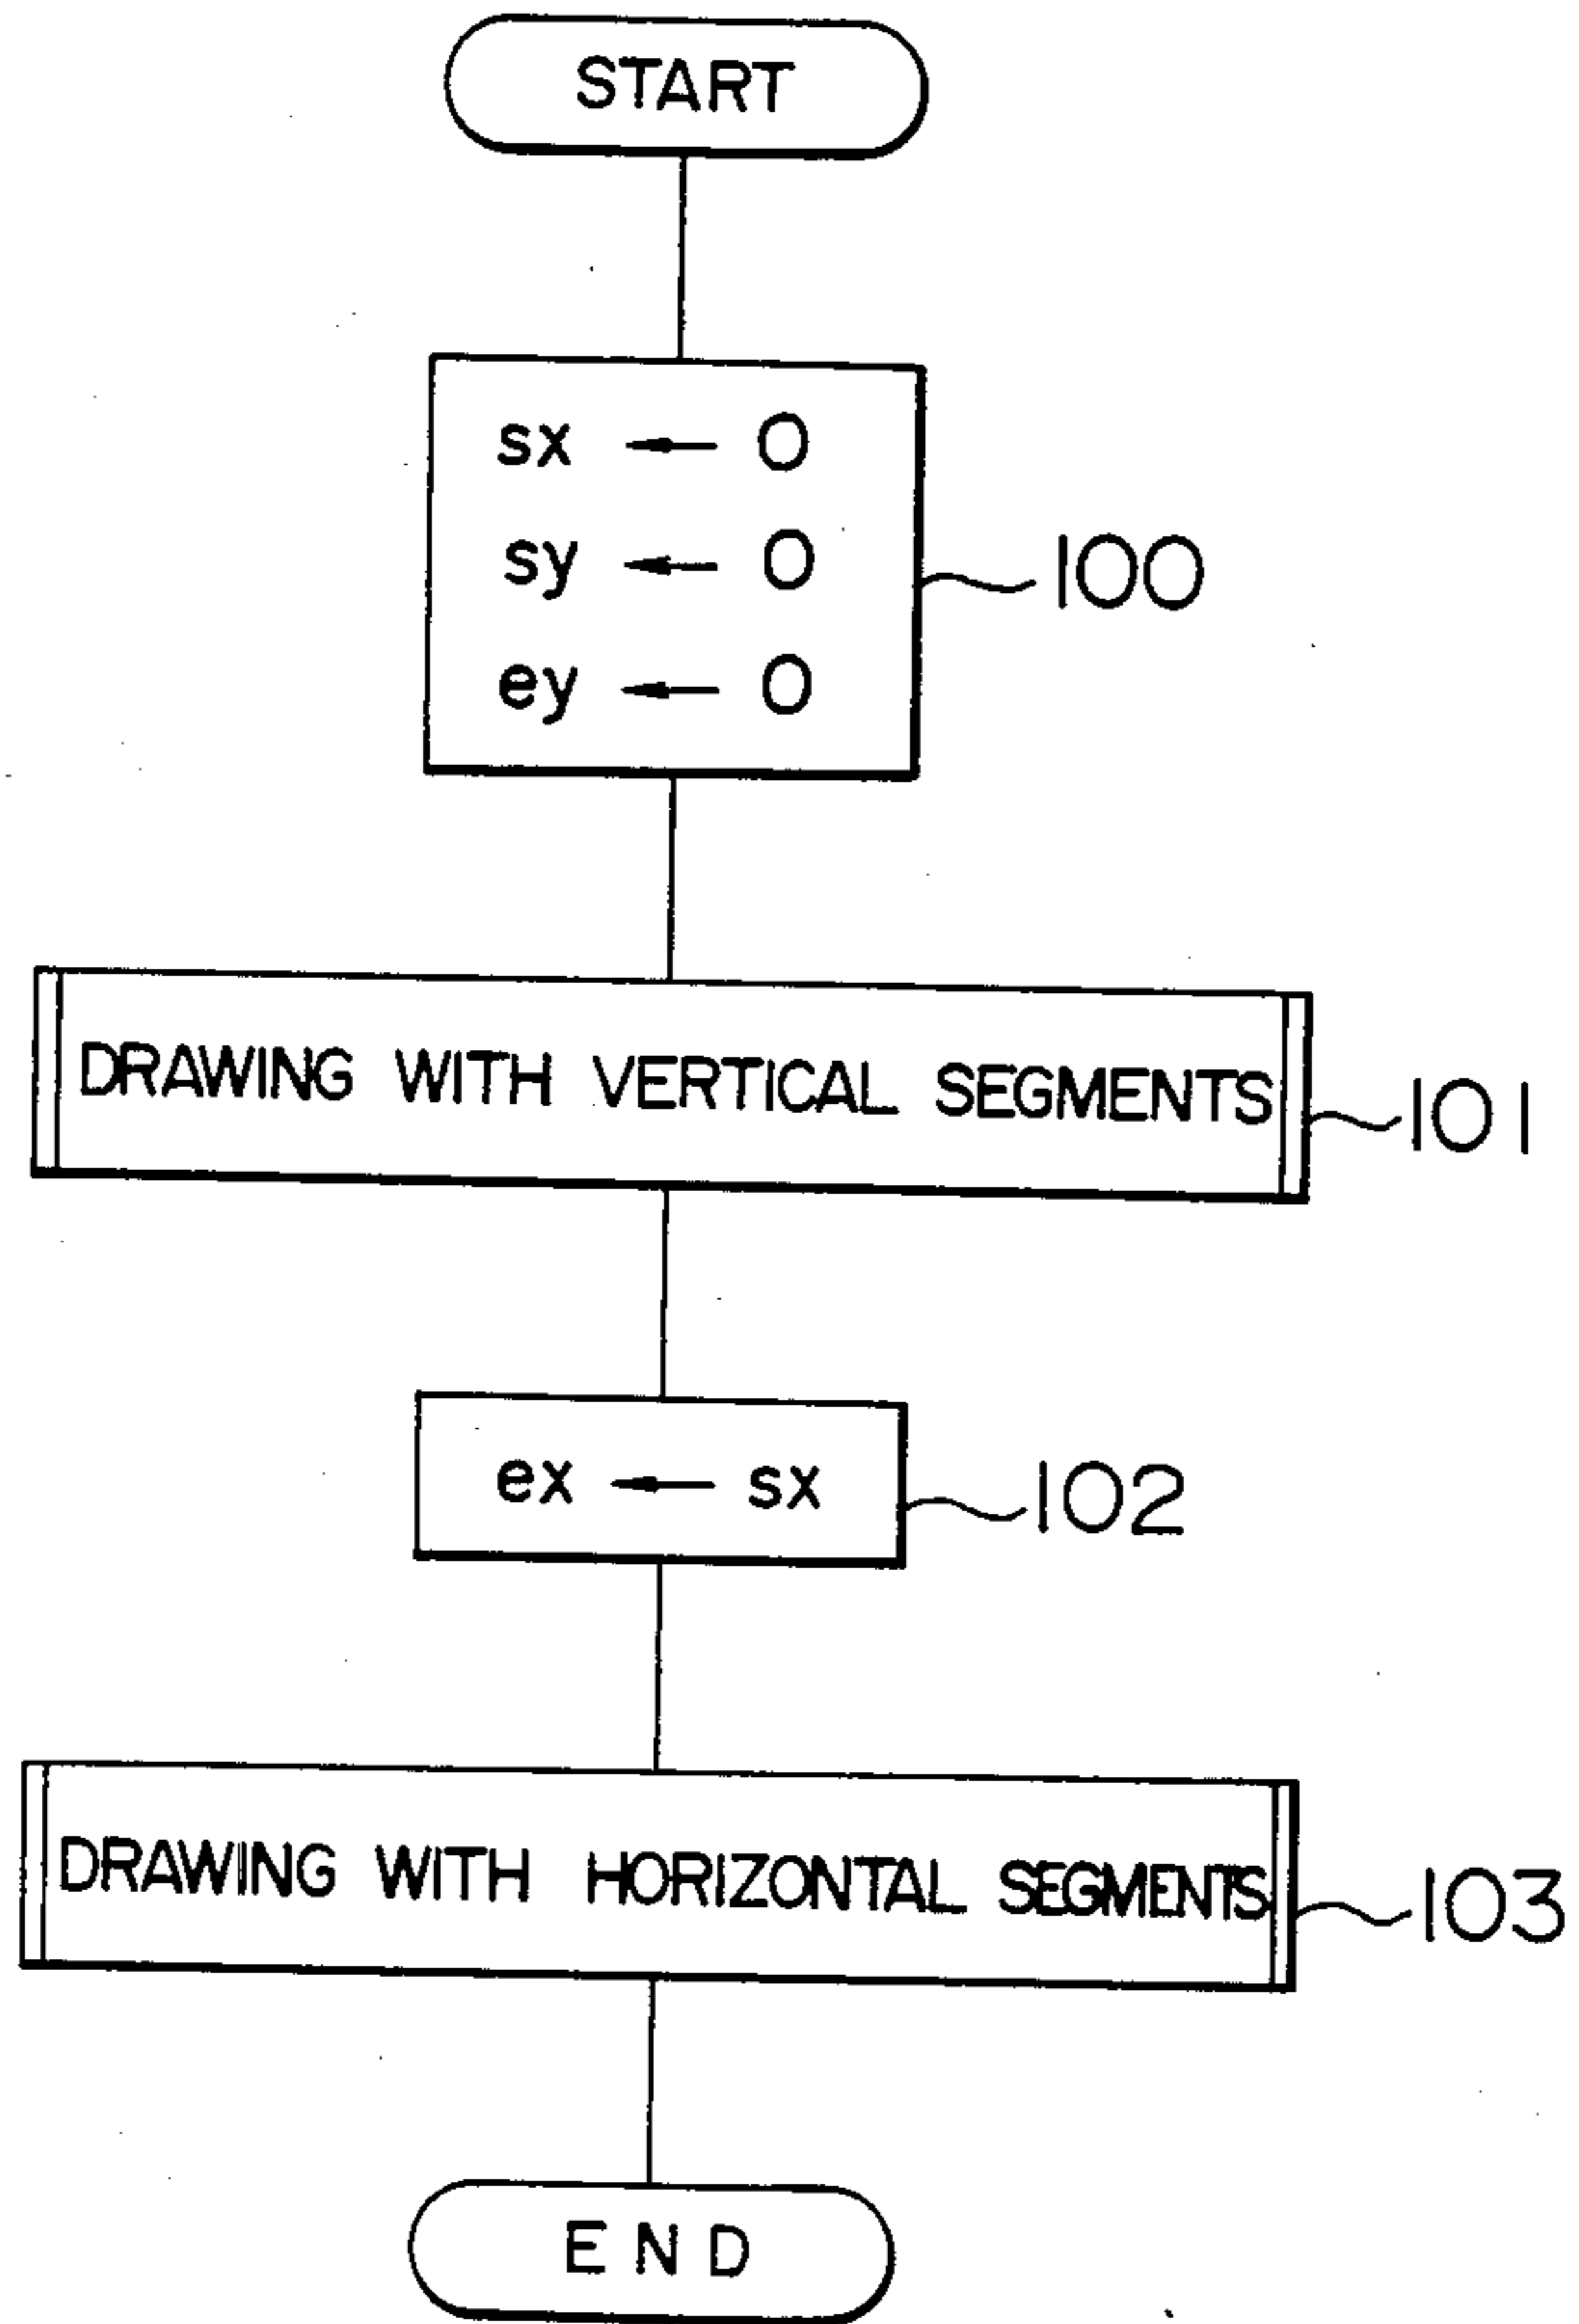 START
sx ← 0
sy ← 0
ey ← 0
100
DRAWING WITH VERTICAL SEGMENTS
101
ex ← sx
102
DRAWING WITH HORIZONTAL SEGMENTS
103
END